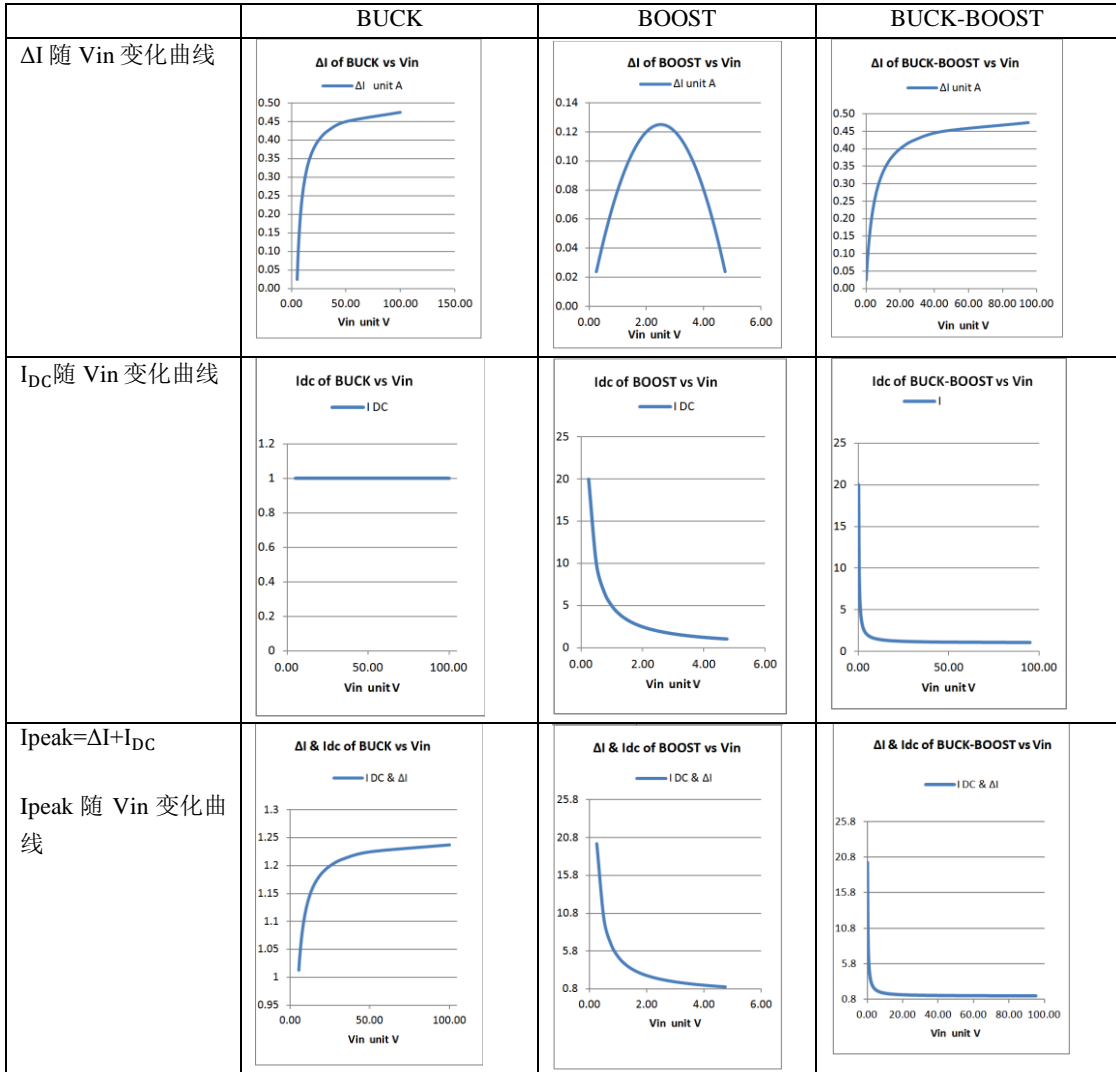 BUCK BOOST BUCK-BOOST
ΔI 随 Vin 变化曲线
ΔI of BUCK vs Vin
ΔI unit A
0.50
0.45
0.40
0.35
0.30
0.25
0.20
0.15
0.10
0.05
0.00
0.00 50.00 100.00 150.00
Vin unit V
ΔI of BOOST vs Vin
ΔI unit A
0.14
0.12
0.10
0.08
0.06
0.04
0.02
0.00
0.00 2.00 4.00 6.00
Vin unit V
ΔI of BUCK-BOOST vs Vin
ΔI unit A
0.50
0.45
0.40
0.35
0.30
0.25
0.20
0.15
0.10
0.05
0.00
0.00 20.00 40.00 60.00 80.00 100.00
Vin unit V
I_DC随 Vin 变化曲线
Idc of BUCK vs Vin
I DC
1.2
1
0.8
0.6
0.4
0.2
0
0.00 50.00 100.00
Vin unit V
Idc of BOOST vs Vin
I DC
25
20
15
10
5
0
0.00 2.00 4.00 6.00
Vin unit V
Idc of BUCK-BOOST vs Vin
I
25
20
15
10
5
0
0.00 50.00 100.00
Vin unit V
Ipeak=ΔI+I_DC
Ipeak 随 Vin 变化曲
线
ΔI & Idc of BUCK vs Vin
I DC & ΔI
1.3
1.25
1.2
1.15
1.1
1.05
1
0.95
0.00 50.00 100.00
Vin unit V
ΔI & Idc of BOOST vs Vin
I DC & ΔI
25.8
20.8
15.8
10.8
5.8
0.8
0.00 2.00 4.00 6.00
Vin unit V
ΔI & Idc of BUCK-BOOST vs Vin
I DC & ΔI
25.8
20.8
15.8
10.8
5.8
0.8
0.00 20.00 40.00 60.00 80.00 100.00
Vin unit V